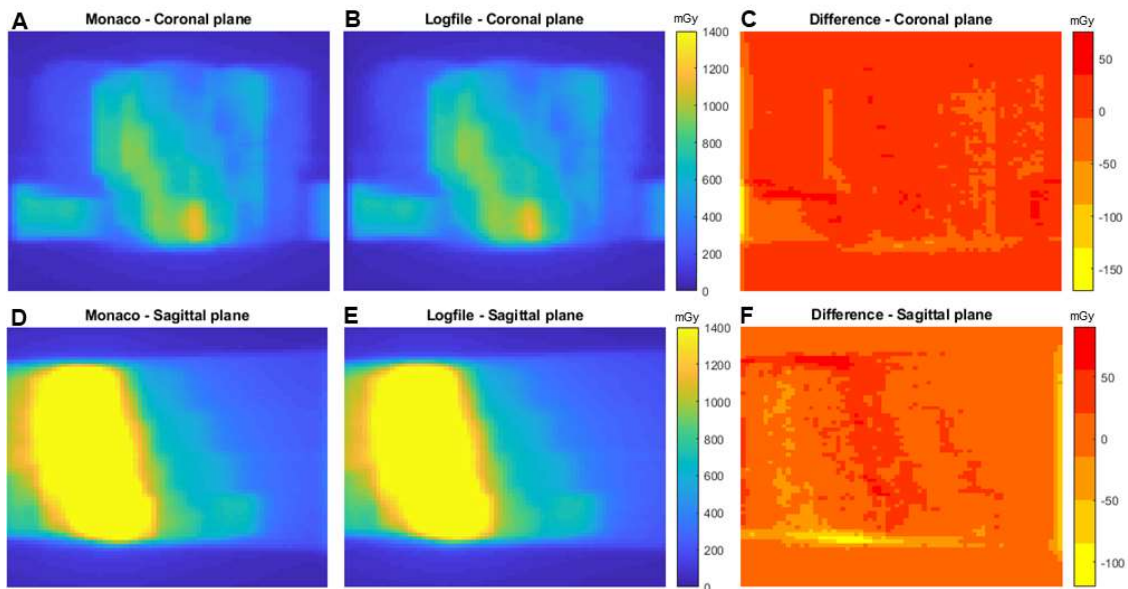 A Monaco - Coronal plane
B Logfile - Coronal plane
mGy
1400
1200
1000
800
600
400
200
0
C Difference - Coronal plane
mGy
50
0
-50
-100
-150
D Monaco - Sagittal plane
E Logfile - Sagittal plane
mGy
1400
1200
1000
800
600
400
200
0
F Difference - Sagittal plane
mGy
50
0
-50
-100